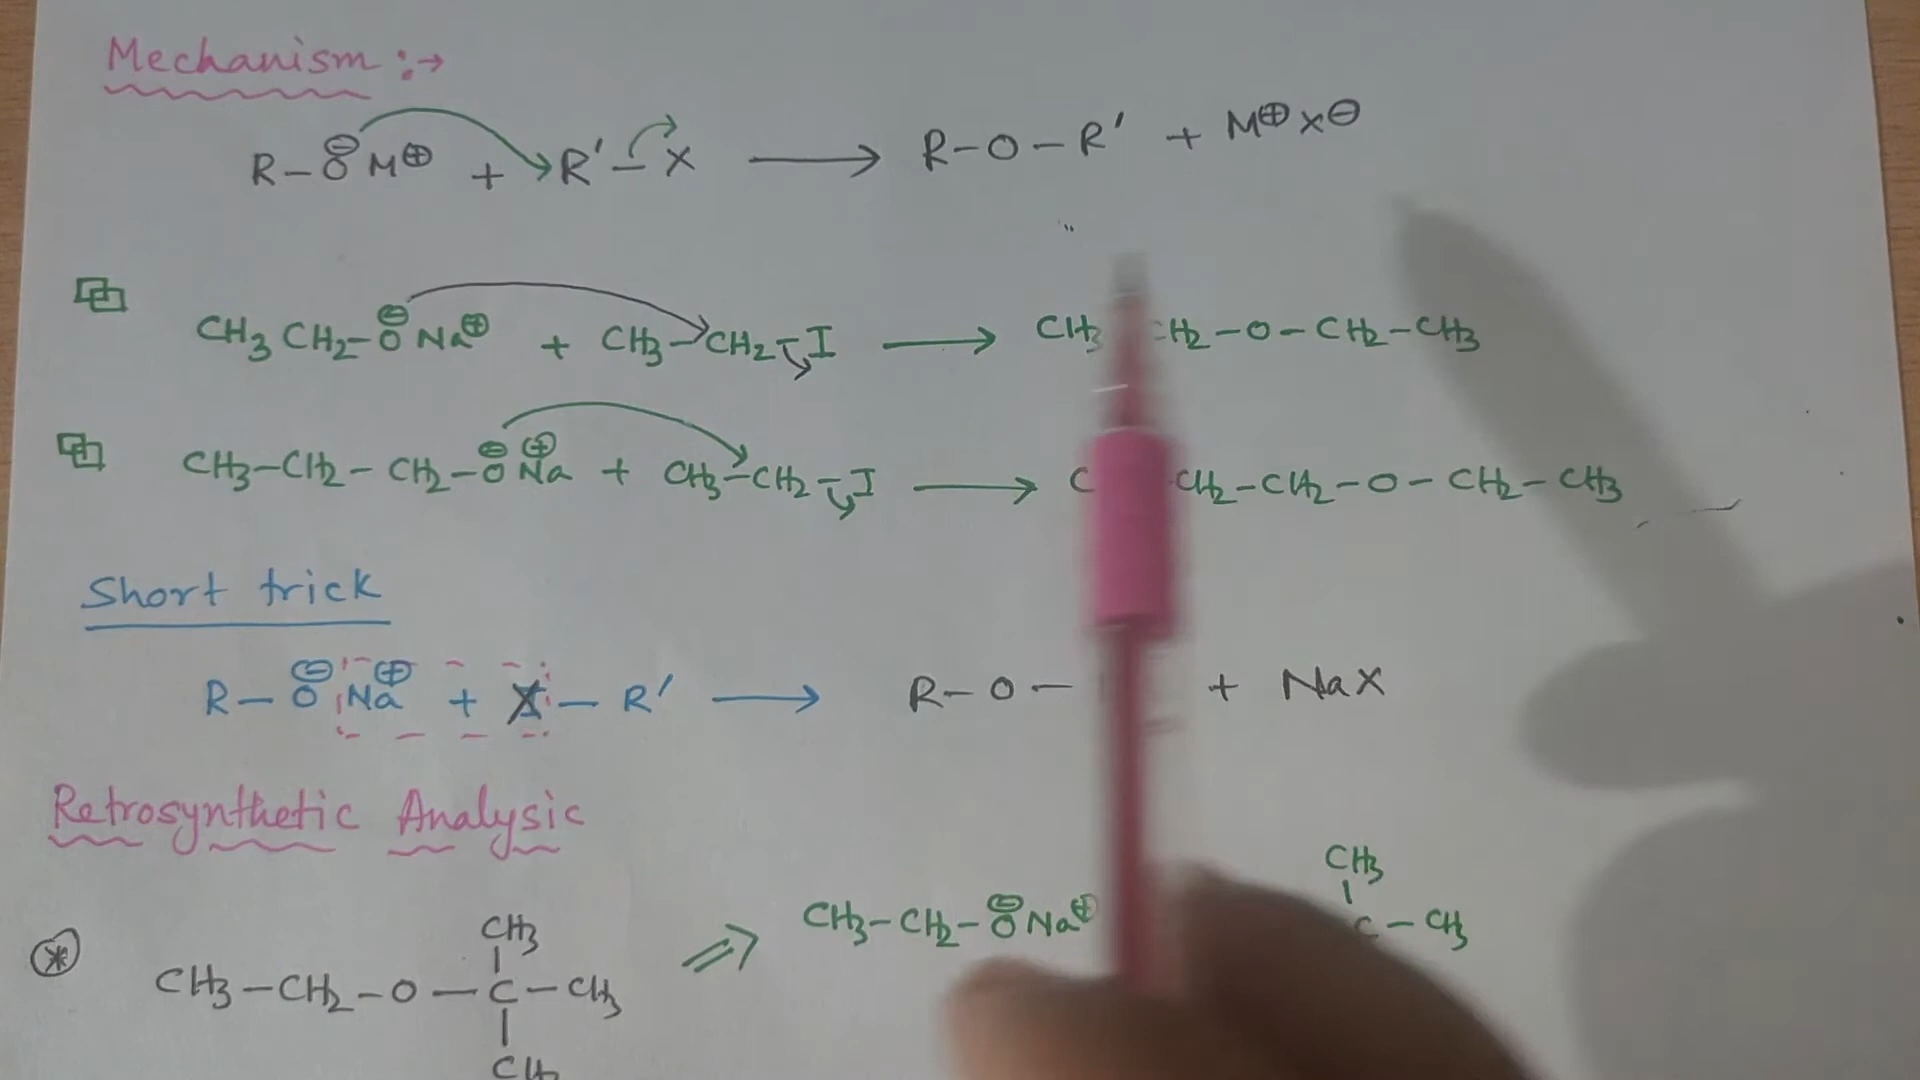 Mechanism :→
R-O⊖ M⊕ + R'-X ⟶ R-O-R' + M⊕X⊖
CH3CH2-O⊖ Na⊕ + CH3-CH2-I ⟶ CH3 CH2-O-CH2-CH3
CH3-CH2-CH2-O⊖ Na⊕ + CH3-CH2-I ⟶ C CH2-CH2-O-CH2-CH3
Short trick
R-O⊖ Na⊕ + X-R' ⟶ R-O- + NaX
Retrosynthetic Analysic
CH3
CH3-CH2-O⊖ Na⊕ C-CH3
CH3
CH3-CH2-O-C-CH3 ⇒